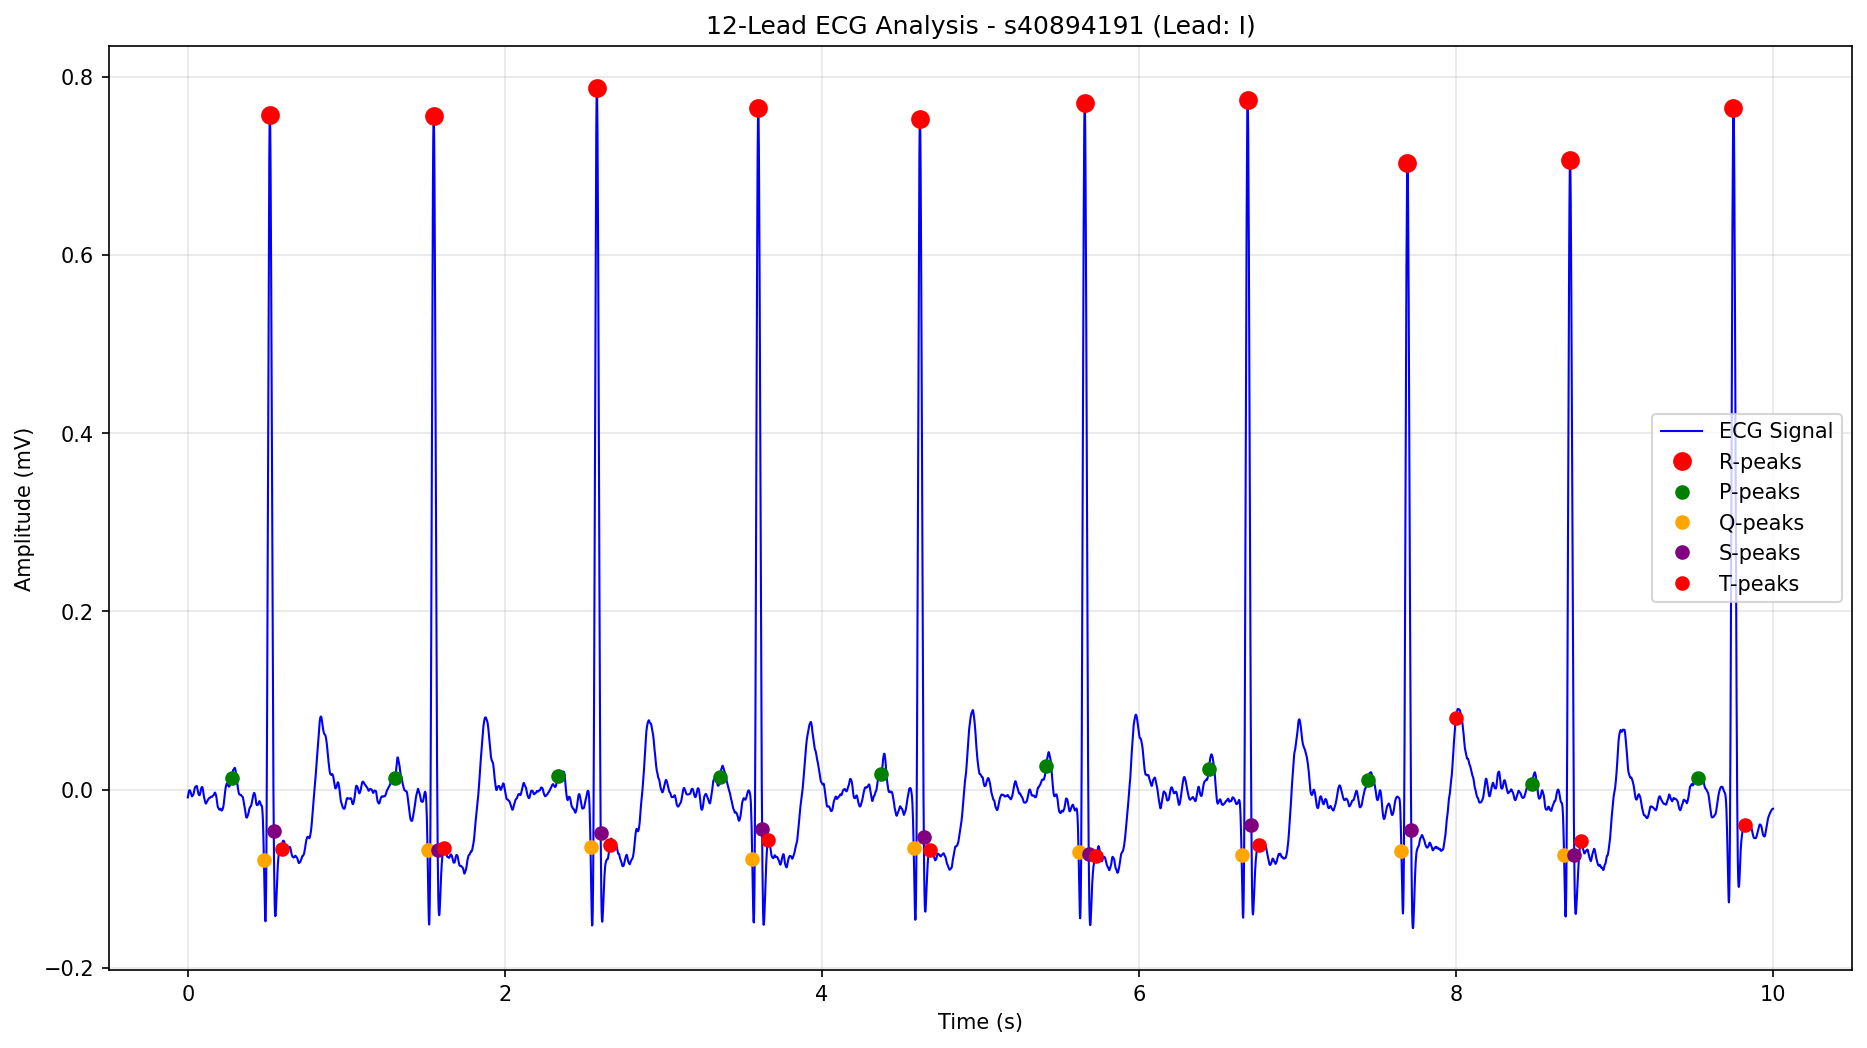 12-Lead ECG Analysis - s40894191 (Lead: I)
Amplitude (mV)
0.8
0.6
0.4
0.2
0.0
−0.2
0
2
4
6
8
10
Time (s)
ECG Signal
R-peaks
P-peaks
Q-peaks
S-peaks
T-peaks